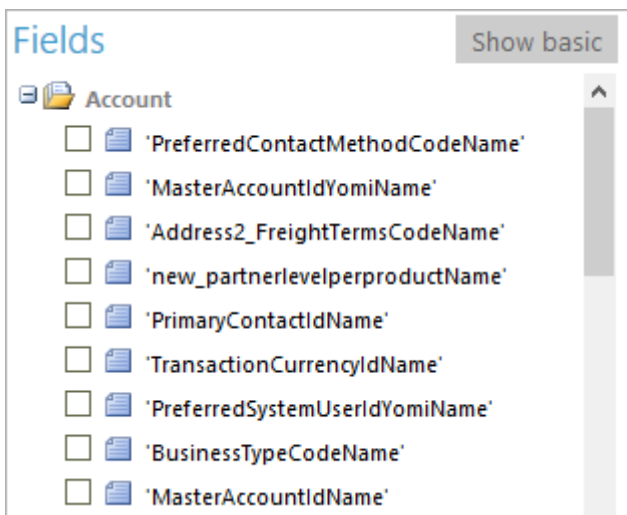 Fields
Show basic
Account
'PreferredContactMethodCodeName'
'MasterAccountIdYomiName'
'Address2_FreightTermsCodeName'
'new_partnerlevelperproductName'
'PrimaryContactIdName'
'TransactionCurrencyIdName'
'PreferredSystemUserIdYomiName'
'BusinessTypeCodeName'
'MasterAccountIdName'